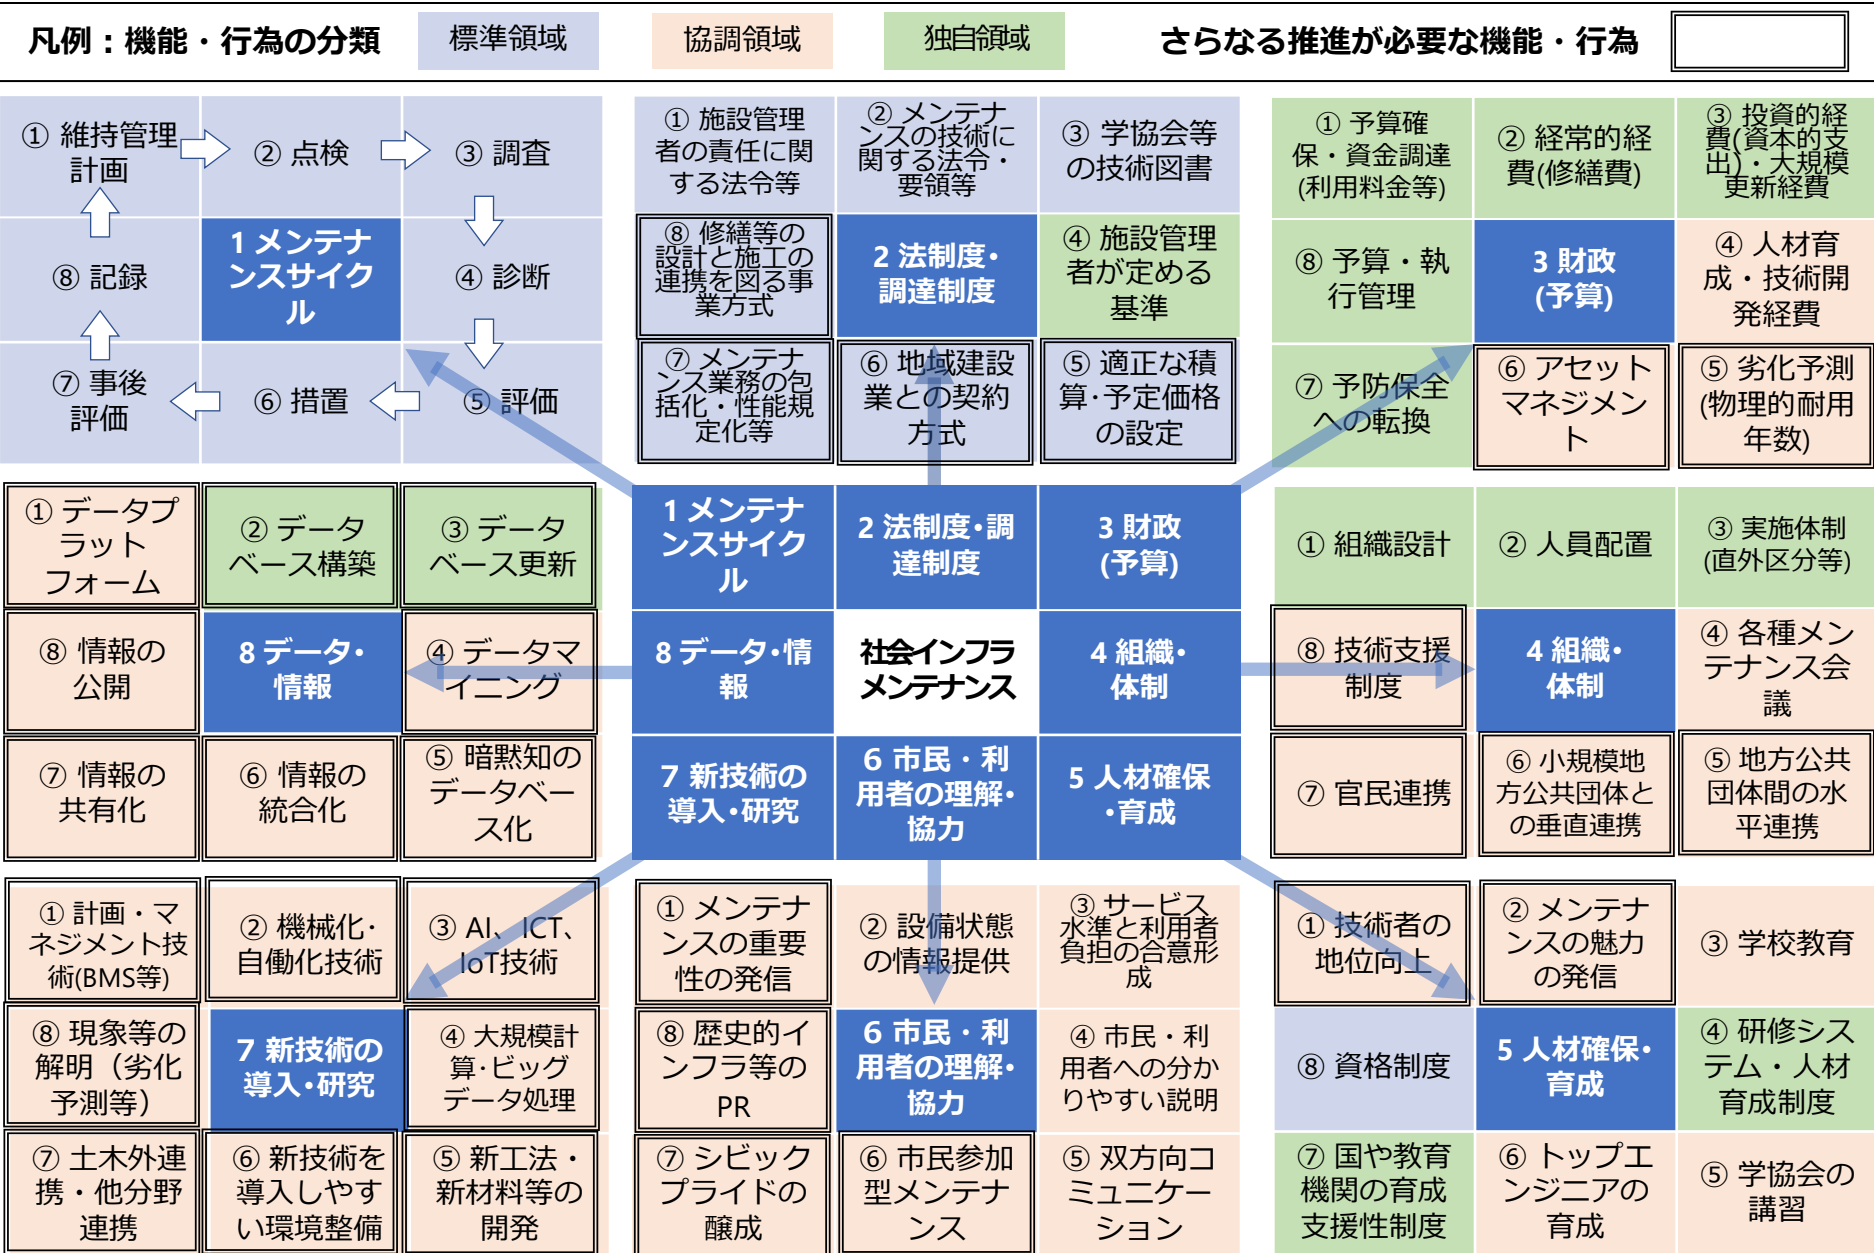 凡例：機能・行為の分類
標準領域
協調領域
独自領域
さらなる推進が必要な機能・行為
① 維持管理
計画
② 点検
③ 調査
⑧ 記録
1 メンテナ
ンスサイク
ル
④ 診断
⑦ 事後
評価
⑥ 措置
⑤ 評価
① 施設管理
者の責任に関
する法令等
② メンテナ
ンスの技術に
関する法令・
要領等
③ 学協会等
の技術図書
⑧ 修繕等の
設計と施工の
連携を図る事
業方式
2 法制度・
調達制度
④ 施設管理
者が定める
基準
⑦ メンテナ
ンス業務の包
括化・性能規
定化等
⑥ 地域建設
業との契約
方式
⑤ 適正な積
算・予定価格
の設定
① 予算確
保・資金調達
(利用料金等)
② 経常的経
費(修繕費)
③ 投資的経
費(資本的支
出)・大規模
更新経費
⑧ 予算・執
行管理
3 財政
(予算)
④ 人材育
成・技術開
発経費
⑦ 予防保全
への転換
⑥ アセット
マネジメン
ト
⑤ 劣化予測
(物理的耐用
年数)
① データプ
ラット
フォーム
② データ
ベース構築
③ データ
ベース更新
⑧ 情報の
公開
8 データ・
情報
④ データマ
イニング
⑦ 情報の
共有化
⑥ 情報の
統合化
⑤ 暗黙知の
データベー
ス化
1 メンテナ
ンスサイク
ル
2 法制度・調
達制度
3 財政
(予算)
8 データ・情
報
社会インフラ
メンテナンス
4 組織・
体制
7 新技術の
導入・研究
6 市民・利
用者の理解・
協力
5 人材確保
・育成
① 組織設計
② 人員配置
③ 実施体制
(直外区分等)
⑧ 技術支援
制度
4 組織・
体制
④ 各種メン
テナンス会
議
⑦ 官民連携
⑥ 小規模地
方公共団体と
の垂直連携
⑤ 地方公共
団体間の水
平連携
① 計画・マ
ネジメント技
術(BMS等)
② 機械化・
自働化技術
③ AI、ICT、
IoT技術
⑧ 現象等の
解明（劣化
予測等）
7 新技術の
導入・研究
④ 大規模計
算・ビッグ
データ処理
⑦ 土木外連
携・他分野
連携
⑥ 新技術を
導入しやす
い環境整備
⑤ 新工法・
新材料等の
開発
① メンテナ
ンスの重要
性の発信
② 設備状態
の情報提供
③ サービス
水準と利用者
負担の合意形
成
⑧ 歴史的イ
ンフラ等の
PR
6 市民・利
用者の理解・
協力
④ 市民・利
用者への分か
りやすい説明
⑦ シビック
プライドの
醸成
⑥ 市民参加
型メンテナ
ンス
⑤ 双方向コ
ミュニケー
ション
① 技術者の
地位向上
② メンテナ
ンスの魅力
の発信
③ 学校教育
⑧ 資格制度
5 人材確保・
育成
④ 研修シス
テム・人材
育成制度
⑦ 国や教育
機関の育成
支援性制度
⑥ トップエ
ンジニアの
育成
⑤ 学協会の
講習